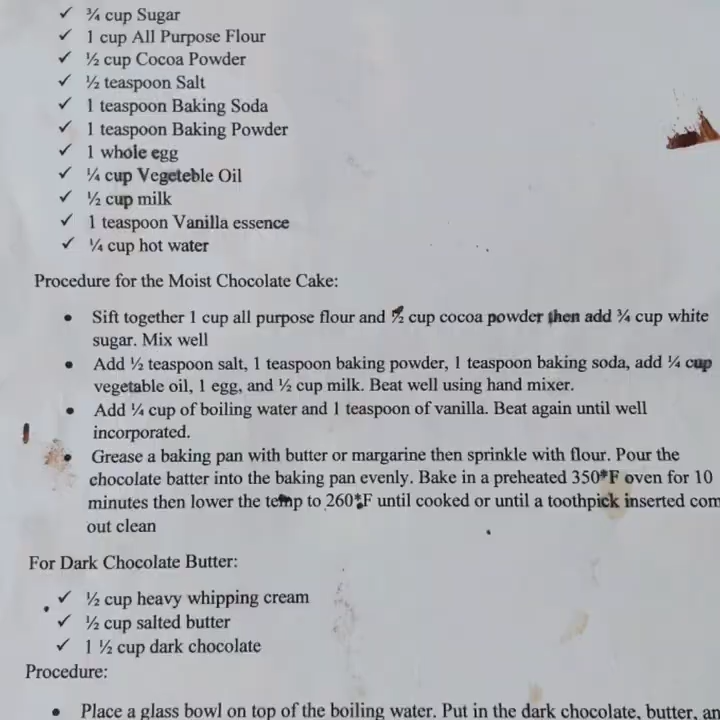 ✓ ¾ cup Sugar
✓ 1 cup All Purpose Flour
✓ ½ cup Cocoa Powder
✓ ½ teaspoon Salt
✓ 1 teaspoon Baking Soda
✓ 1 teaspoon Baking Powder
✓ 1 whole egg
✓ ¼ cup Vegeteble Oil
✓ ½ cup milk
✓ 1 teaspoon Vanilla essence
✓ ¼ cup hot water
Procedure for the Moist Chocolate Cake:
• Sift together 1 cup all purpose flour and ½ cup cocoa powder then add ¾ cup white
sugar. Mix well
• Add ½ teaspoon salt, 1 teaspoon baking powder, 1 teaspoon baking soda, add ¼ cup
vegetable oil, 1 egg, and ½ cup milk. Beat well using hand mixer.
• Add ¼ cup of boiling water and 1 teaspoon of vanilla. Beat again until well
incorporated.
• Grease a baking pan with butter or margarine then sprinkle with flour. Pour the
chocolate batter into the baking pan evenly. Bake in a preheated 350°F oven for 10
minutes then lower the temp to 260°F until cooked or until a toothpick inserted com
out clean
For Dark Chocolate Butter:
✓ ½ cup heavy whipping cream
✓ ½ cup salted butter
✓ 1 ½ cup dark chocolate
Procedure:
• Place a glass bowl on top of the boiling water. Put in the dark chocolate, butter, an